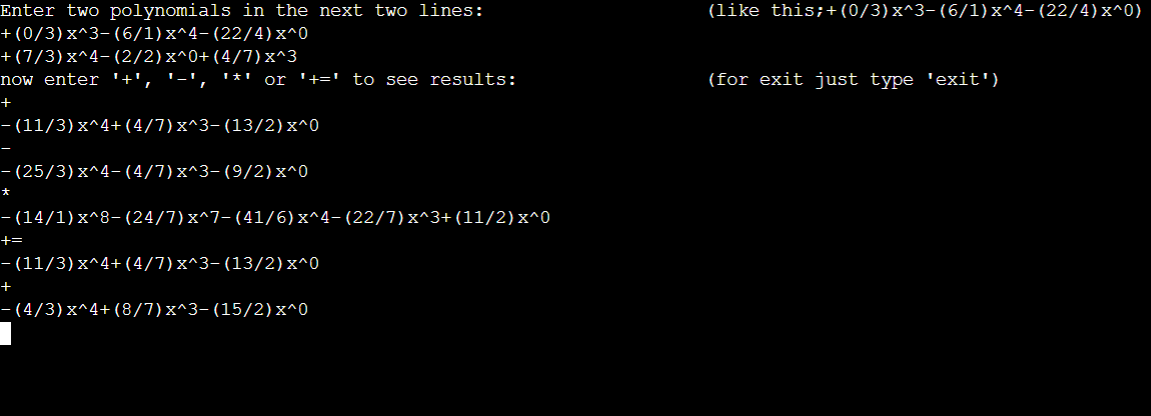 Enter two polynomials in the next two lines: (like this;+(0/3)x^3-(6/1)x^4-(22/4)x^0)
+(0/3)x^3-(6/1)x^4-(22/4)x^0
+(7/3)x^4-(2/2)x^0+(4/7)x^3
now enter '+', '-', '*' or '+=' to see results: (for exit just type 'exit')
+
-(11/3)x^4+(4/7)x^3-(13/2)x^0
-
-(25/3)x^4-(4/7)x^3-(9/2)x^0
*
-(14/1)x^8-(24/7)x^7-(41/6)x^4-(22/7)x^3+(11/2)x^0
+=
-(11/3)x^4+(4/7)x^3-(13/2)x^0
+
-(4/3)x^4+(8/7)x^3-(15/2)x^0